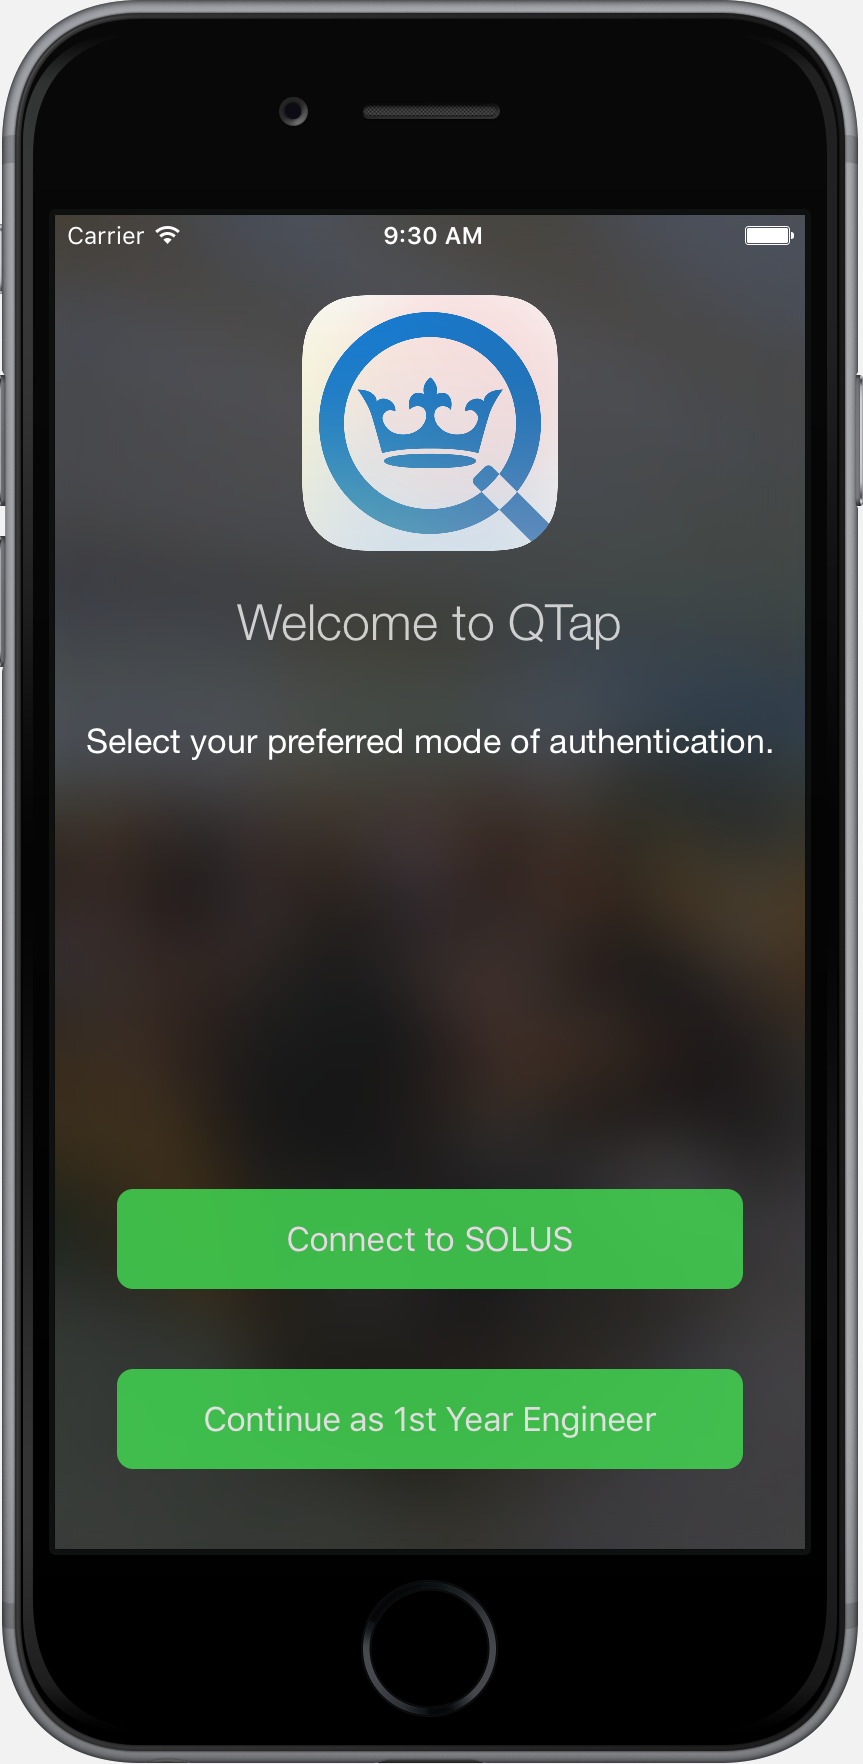 Carrier 9:30 AM
Welcome to QTap
Select your preferred mode of authentication.
Connect to SOLUS
Continue as 1st Year Engineer